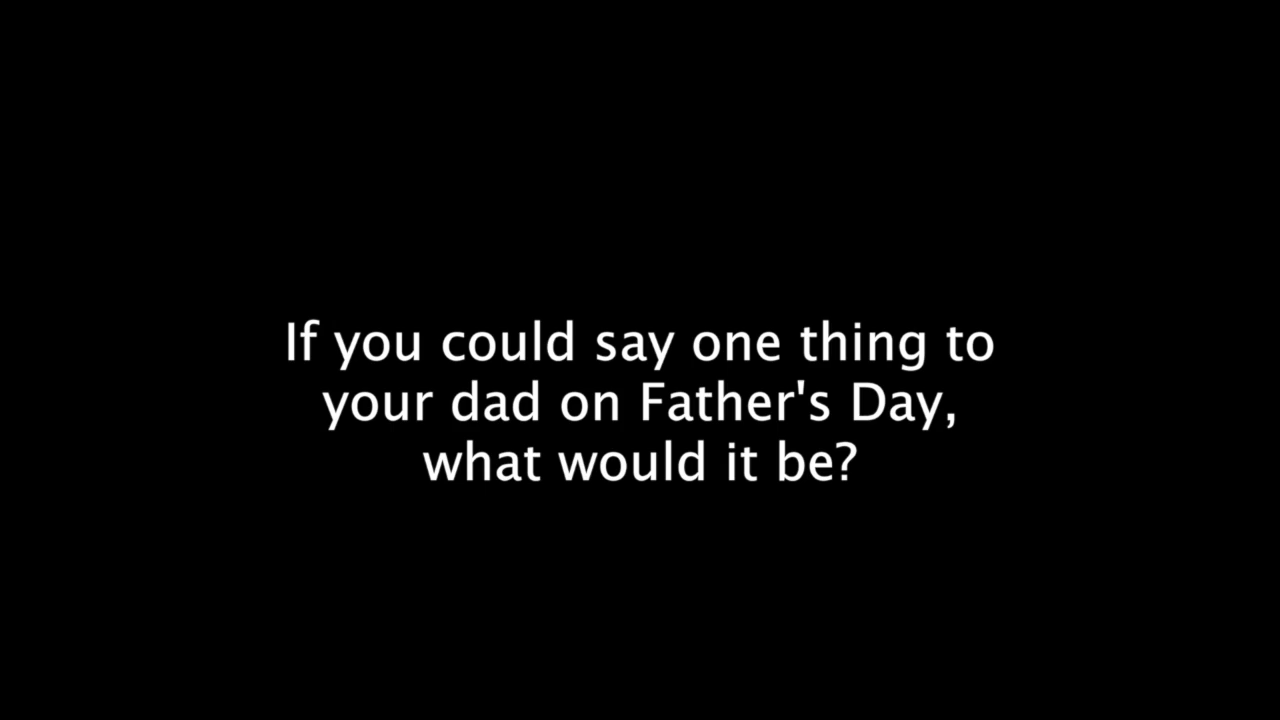 If you could say one thing to
your dad on Father's Day,
what would it be?